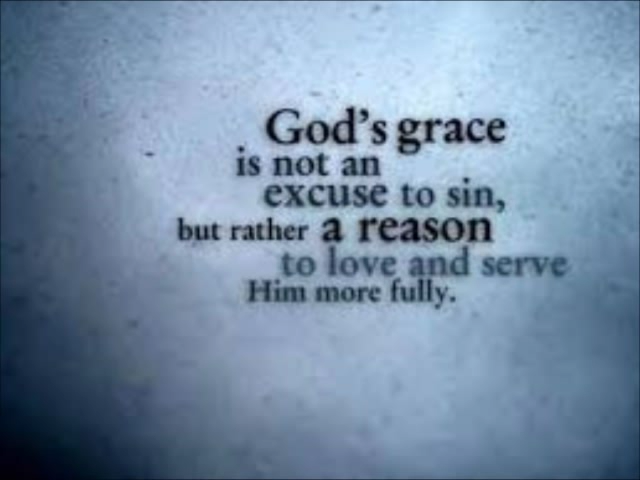 God's grace
is not an
excuse to sin,
but rather a reason
to love and serve
Him more fully.